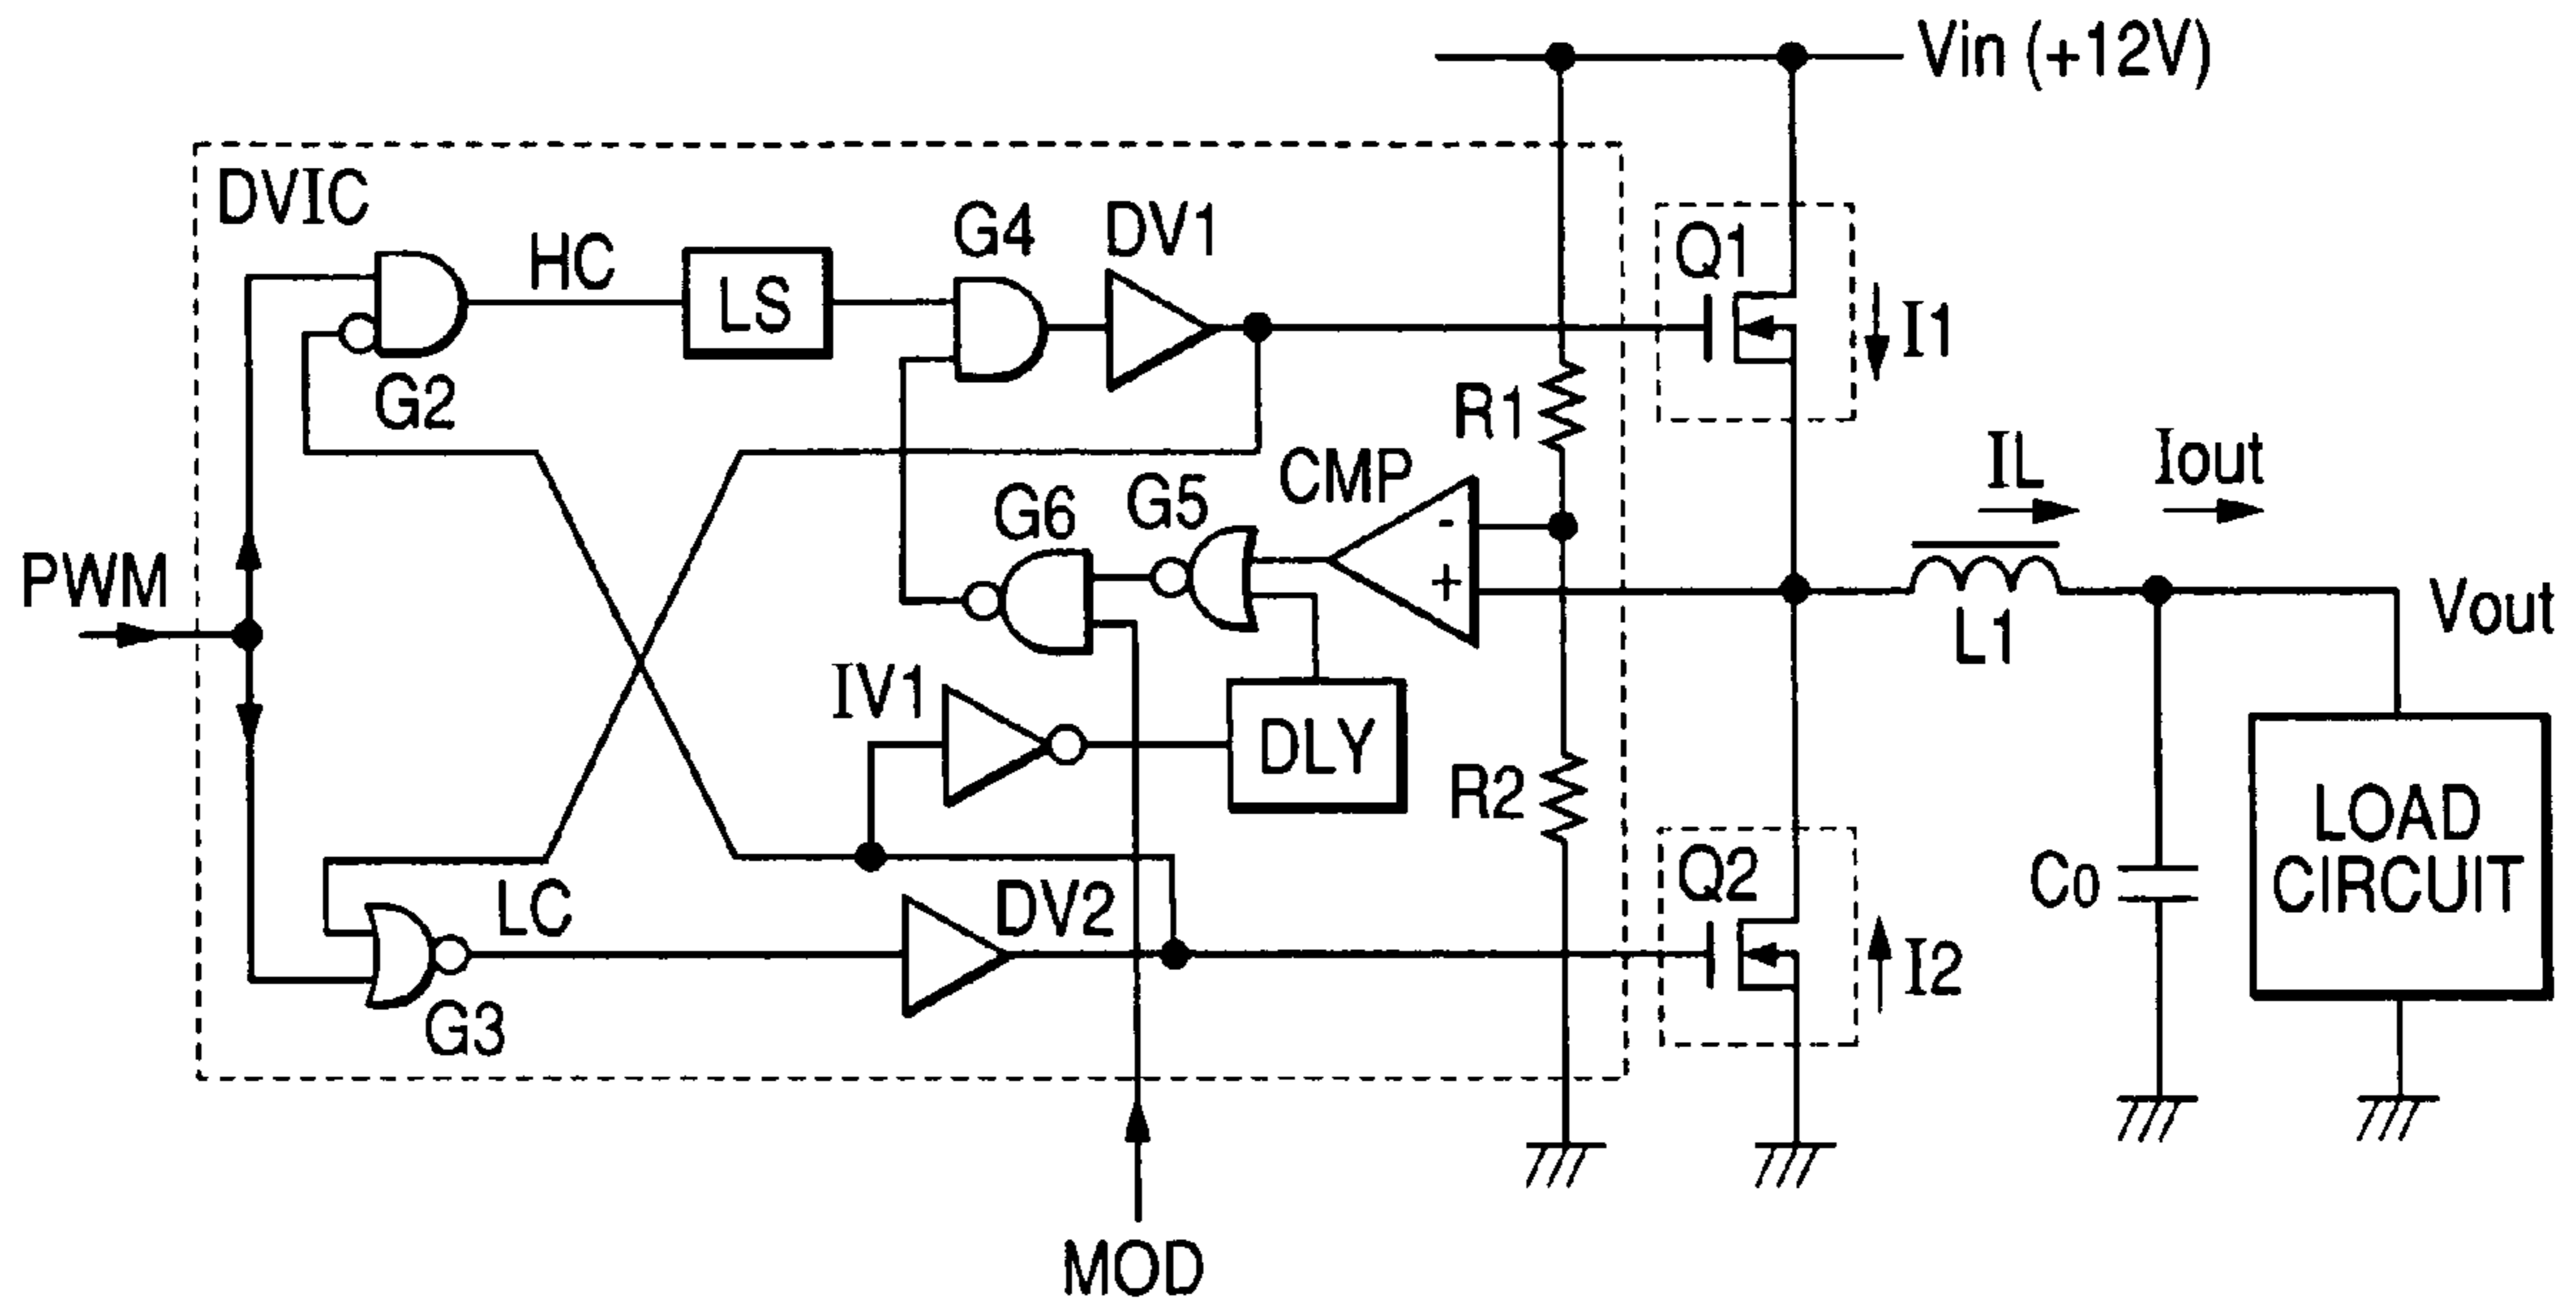 Vin (+12V)
DVIC
HC
LS
G4
DV1
Q1
I1
G2
R1
CMP
-
+
G5
G6
IL
Iout
PWM
L1
Vout
IV1
DLY
R2
LOAD
CIRCUIT
C0
Q2
I2
LC
DV2
G3
MOD